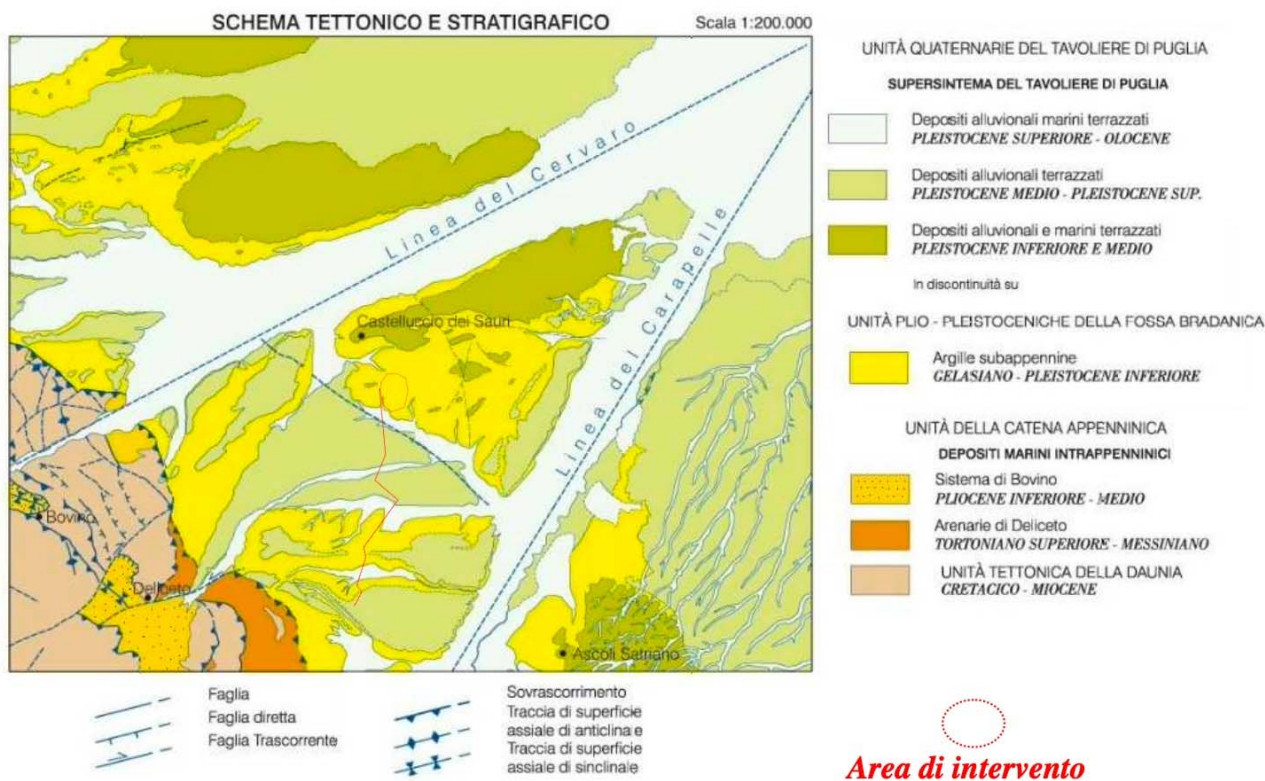 SCHEMA TETTONICO E STRATIGRAFICO
Scala 1:200.000
Linea del Cervaro
Linea del Carapelle
Castelluccio dei Sauri
Bovino
Deliceto
Ascoli Satriano
UNITÀ QUATERNARIE DEL TAVOLIERE DI PUGLIA
SUPERSINTEMA DEL TAVOLIERE DI PUGLIA
Depositi alluvionali marini terrazzati
PLEISTOCENE SUPERIORE - OLOCENE
Depositi alluvionali terrazzati
PLEISTOCENE MEDIO - PLEISTOCENE SUP.
Depositi alluvionali e marini terrazzati
PLEISTOCENE INFERIORE E MEDIO
In discontinuità su
UNITÀ PLIO - PLEISTOCENICHE DELLA FOSSA BRADANICA
Argille subappennine
GELASIANO - PLEISTOCENE INFERIORE
UNITÀ DELLA CATENA APPENNINICA
DEPOSITI MARINI INTRAPPENNINICI
Sistema di Bovino
PLIOCENE INFERIORE - MEDIO
Arenarie di Deliceto
TORTONIANO SUPERIORE - MESSINIANO
UNITÀ TETTONICA DELLA DAUNIA
CRETACICO - MIOCENE
Faglia
Faglia diretta
Faglia Trascorrente
Sovrascorrimento
Traccia di superficie
assiale di anticlinale
Traccia di superficie
assiale di sinclinale
Area di intervento